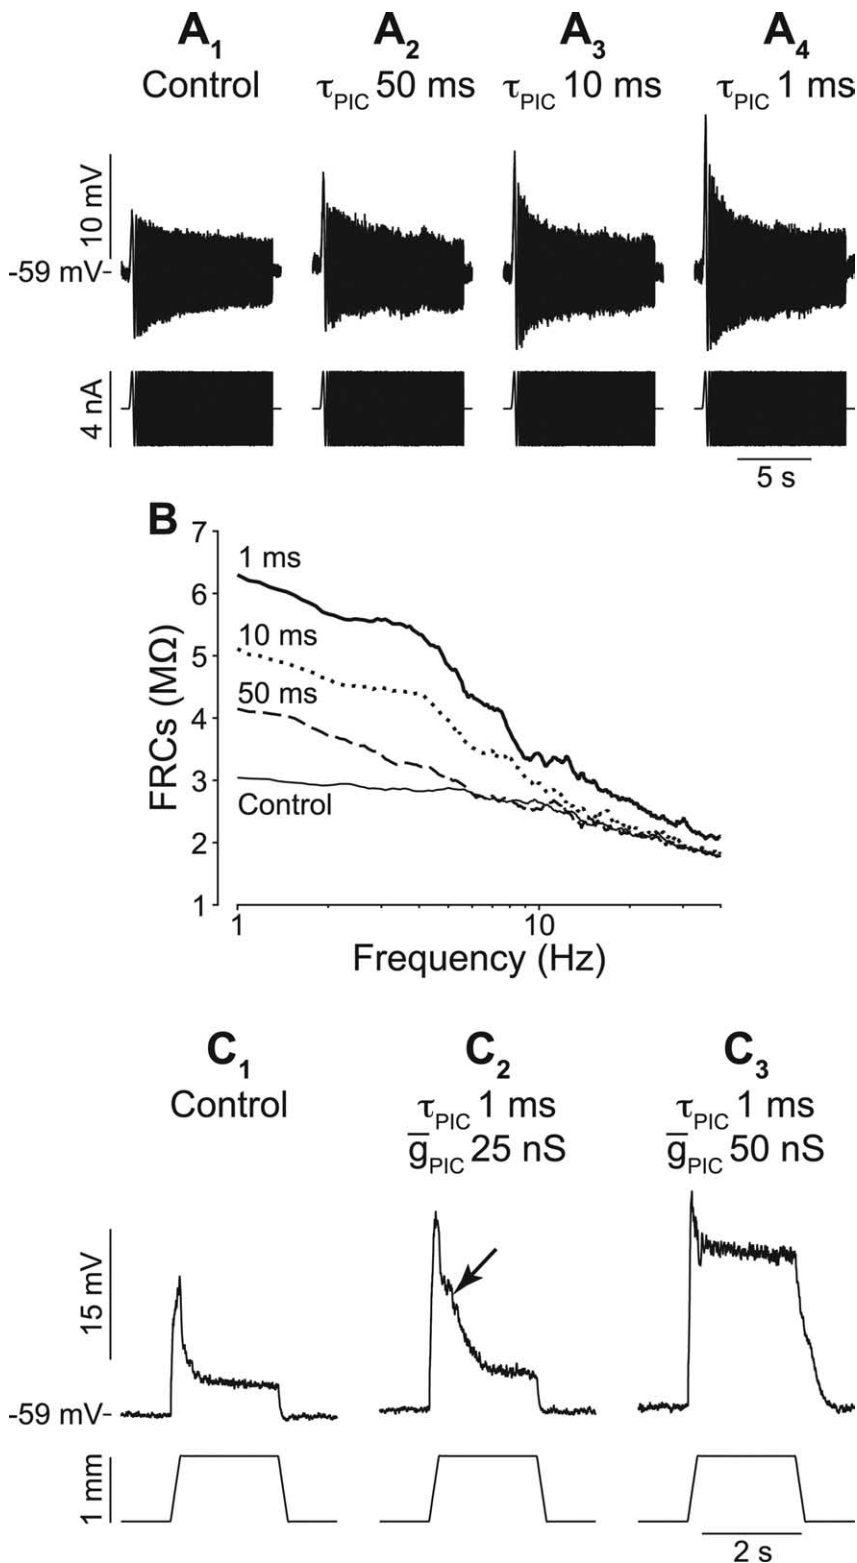 A1 A2 A3 A4
Control τPIC 50 ms τPIC 10 ms τPIC 1 ms
10 mV
-59 mV
4 nA
5 s
B
7
6
5
4
3
2
1
FRCs (MΩ)
1 ms
10 ms
50 ms
Control
1 10
Frequency (Hz)
C1 C2 C3
Control τPIC 1 ms τPIC 1 ms
g̅PIC 25 nS g̅PIC 50 nS
15 mV
-59 mV
1 mm
2 s